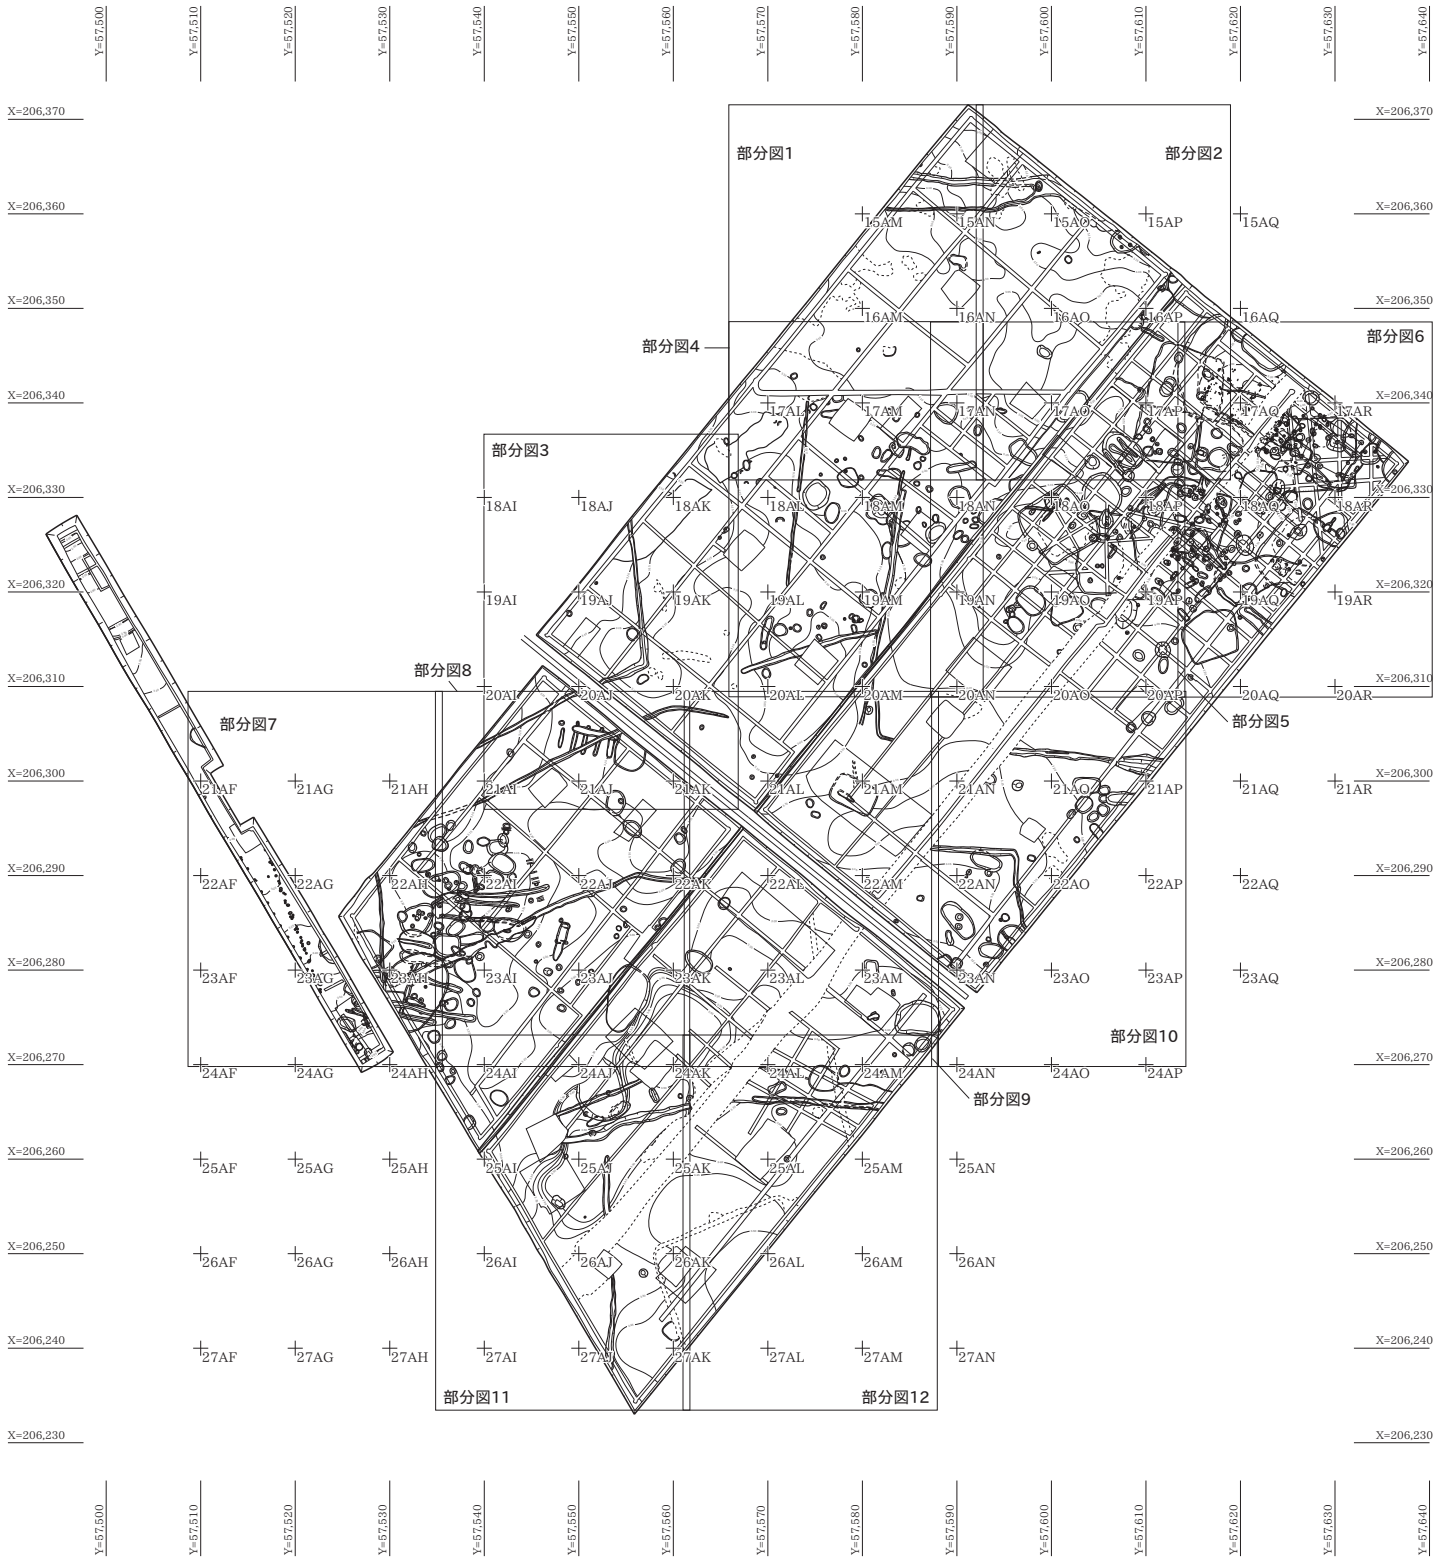 Y=57,500
Y=57,510
Y=57,520
Y=57,530
Y=57,540
Y=57,550
Y=57,560
Y=57,570
Y=57,580
Y=57,590
Y=57,600
Y=57,610
Y=57,620
Y=57,630
Y=57,640
X=206,370
X=206,370
部分図1
部分図2
X=206,360
15AM
15AN
15AO
15AP
15AQ
X=206,360
X=206,350
16AM
16AN
16AO
16AP
16AQ
X=206,350
部分図4
部分図6
X=206,340
17AL
17AM
17AN
17AO
17AP
17AQ
17AR
X=206,340
部分図3
X=206,330
18AI
18AJ
18AK
18AL
18AM
18AN
18AO
18AP
18AQ
18AR
X=206,330
X=206,320
19AI
19AJ
19AK
19AL
19AM
19AN
19AO
19AP
19AQ
19AR
X=206,320
部分図8
X=206,310
20AI
20AJ
20AK
20AL
20AM
20AN
20AO
20AP
20AQ
20AR
X=206,310
部分図7
部分図5
X=206,300
21AF
21AG
21AH
21AI
21AJ
21AK
21AL
21AM
21AN
21AO
21AP
21AQ
21AR
X=206,300
X=206,290
22AF
22AG
22AH
22AI
22AJ
22AK
22AL
22AM
22AN
22AO
22AP
22AQ
X=206,290
X=206,280
23AF
23AG
23AH
23AI
23AJ
23AK
23AL
23AM
23AN
23AO
23AP
23AQ
X=206,280
部分図10
X=206,270
24AF
24AG
24AH
24AI
24AJ
24AK
24AL
24AM
24AN
24AO
24AP
X=206,270
部分図9
X=206,260
25AF
25AG
25AH
25AI
25AJ
25AK
25AL
25AM
25AN
X=206,260
X=206,250
26AF
26AG
26AH
26AI
26AJ
26AK
26AL
26AM
26AN
X=206,250
X=206,240
27AF
27AG
27AH
27AI
27AJ
27AK
27AL
27AM
27AN
X=206,240
部分図11
部分図12
X=206,230
X=206,230
Y=57,500
Y=57,510
Y=57,520
Y=57,530
Y=57,540
Y=57,550
Y=57,560
Y=57,570
Y=57,580
Y=57,590
Y=57,600
Y=57,610
Y=57,620
Y=57,630
Y=57,640